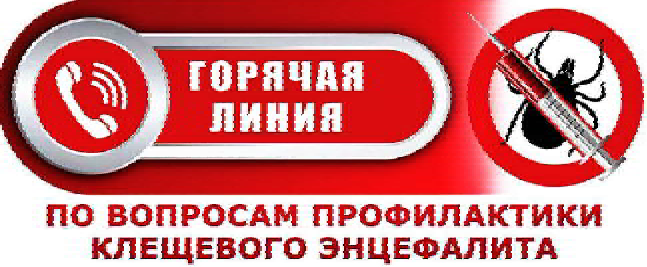 ГОРЯЧАЯ
ЛИНИЯ
ПО ВОПРОСАМ ПРОФИЛАКТИКИ
КЛЕЩЕВОГО ЭНЦЕФАЛИТА